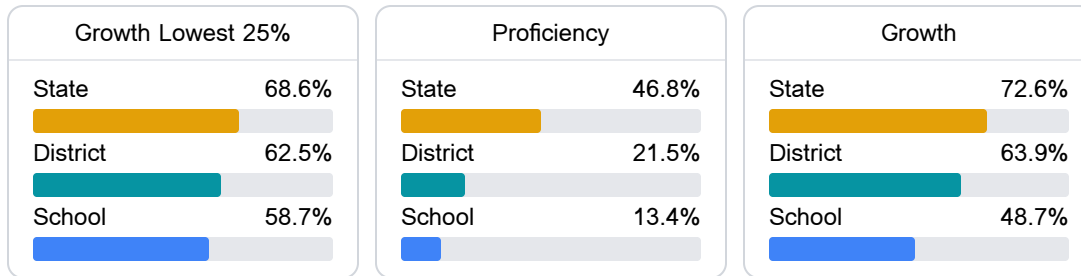 Growth Lowest 25%
State 68.6%
District 62.5%
School 58.7%
Proficiency
State 46.8%
District 21.5%
School 13.4%
Growth
State 72.6%
District 63.9%
School 48.7%